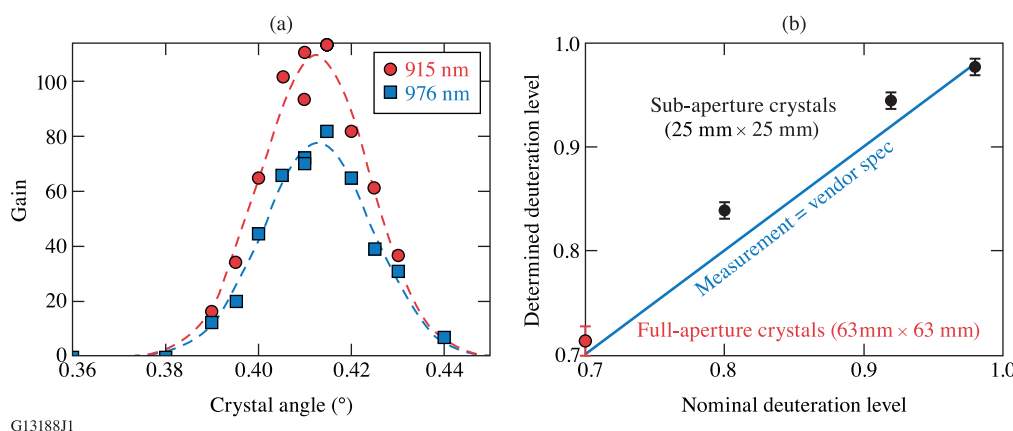 (a)
Gain
100
80
60
40
20
0
0.36
0.38
0.40
0.42
0.44
Crystal angle (°)
915 nm
976 nm
(b)
Determined deuteration level
1.0
0.9
0.8
0.7
0.7
0.8
0.9
1.0
Nominal deuteration level
Sub-aperture crystals
(25 mm × 25 mm)
Measurement = vendor spec
Full-aperture crystals (63mm × 63 mm)
G13188J1